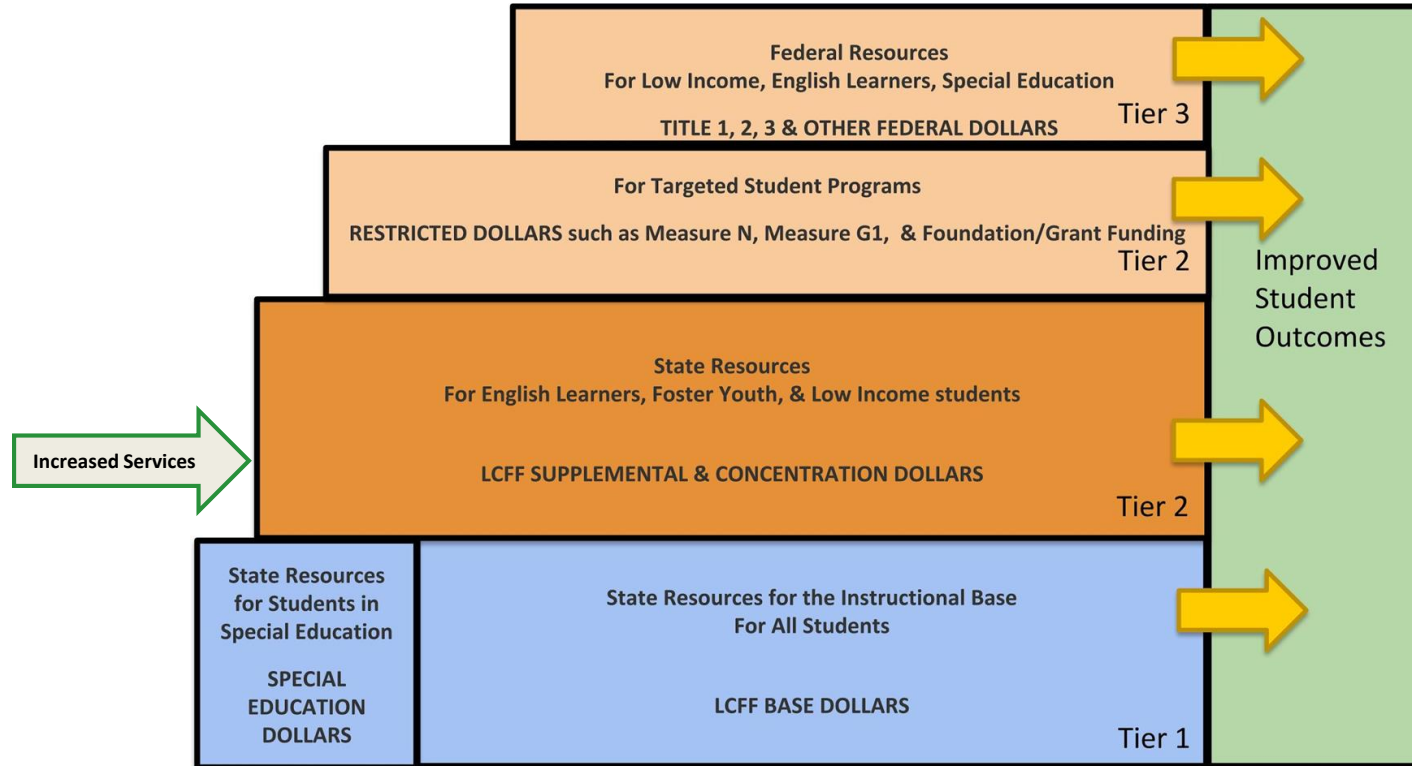 Federal Resources
For Low Income, English Learners, Special Education
TITLE 1, 2, 3 & OTHER FEDERAL DOLLARS
Tier 3
For Targeted Student Programs
RESTRICTED DOLLARS such as Measure N, Measure G1, & Foundation/Grant Funding
Tier 2
Improved
Student
Outcomes
State Resources
For English Learners, Foster Youth, & Low Income students
LCFF SUPPLEMENTAL & CONCENTRATION DOLLARS
Tier 2
Increased Services
State Resources
for Students in
Special Education
SPECIAL
EDUCATION
DOLLARS
State Resources for the Instructional Base
For All Students
LCFF BASE DOLLARS
Tier 1